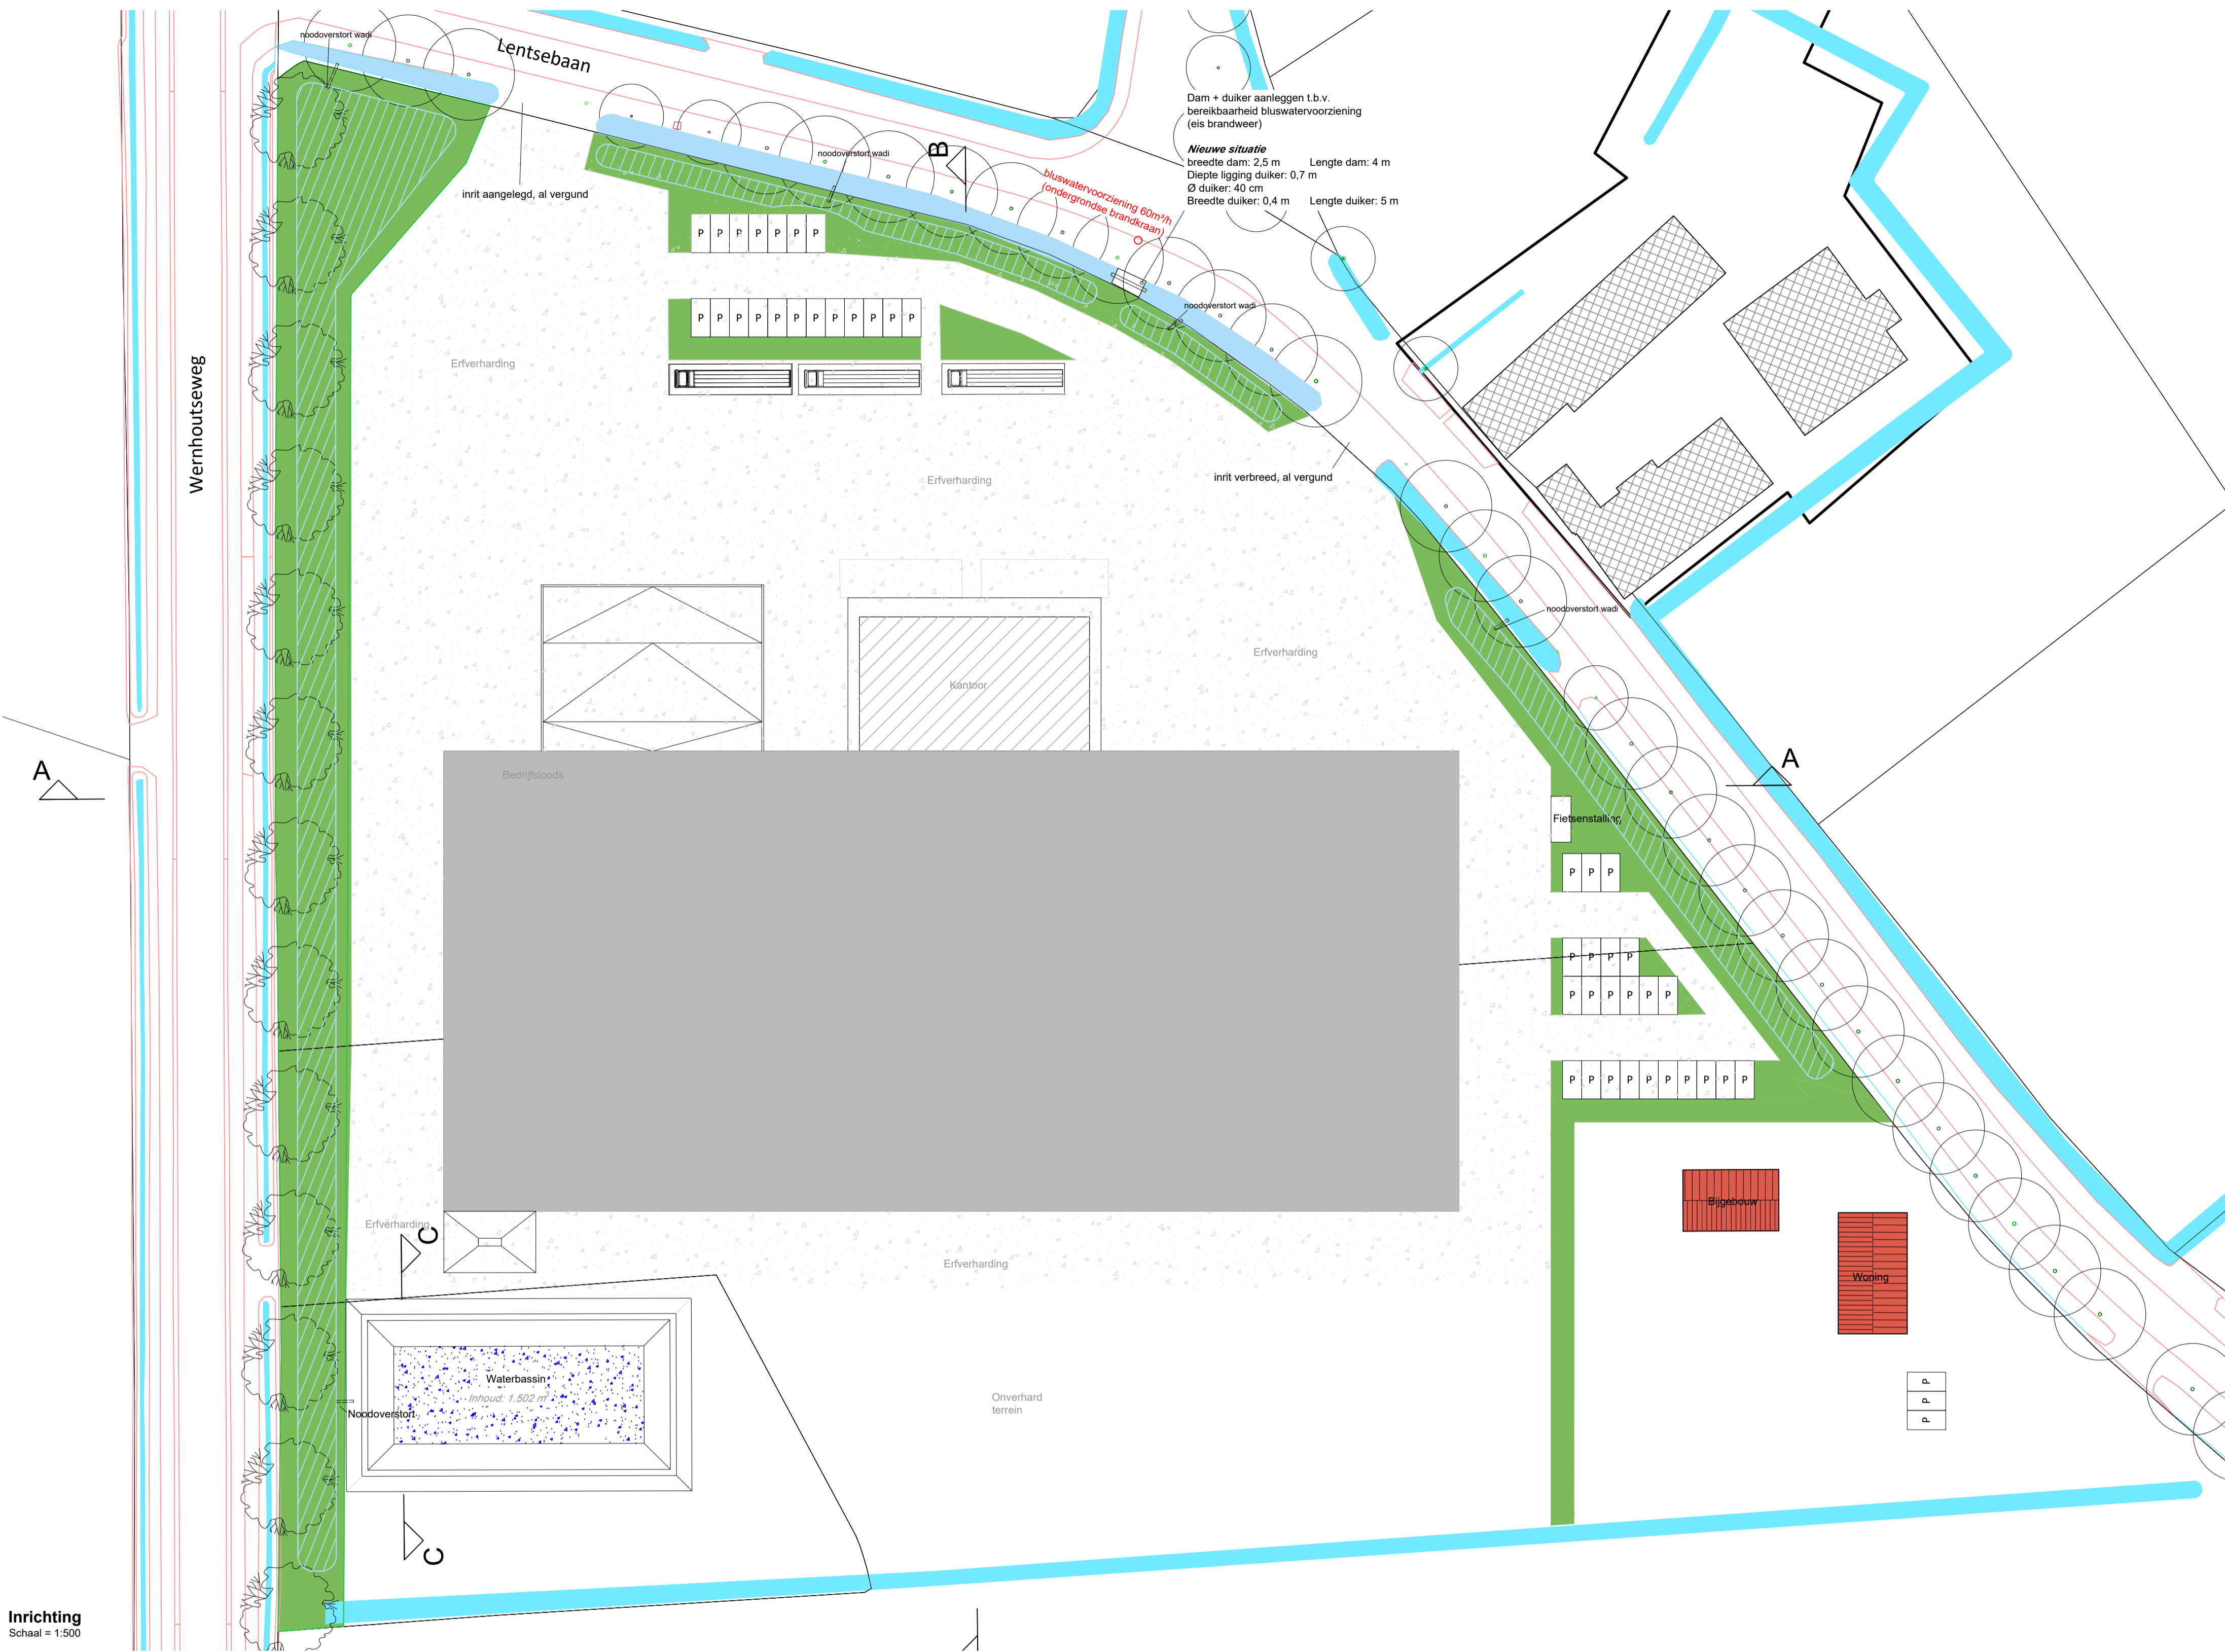 noodoverstort wadi
Lentsebaan
Dam + duiker aanleggen t.b.v.
bereikbaarheid bluswatervoorziening
(eis brandweer)
Nieuwe situatie
breedte dam: 2,5 m Lengte dam: 4 m
Diepte ligging duiker: 0,7 m
Ø duiker: 40 cm
Breedte duiker: 0,4 m Lengte duiker: 5 m
noodoverstort wadi
B
inrit aangelegd, al vergund
bluswatervoorziening 60m³/h
(ondergrondse brandkraan)
P P P P P P P
noodoverstort wadi
P P P P P P P P P P P P
Erfverharding
Wernhoutseweg
Erfverharding
inrit verbreed, al vergund
noodoverstort wadi
Erfverharding
Kantoor
A
A
Bedrijfsloods
Fietsenstalling
P P P
P P P P
P P P P P P
P P P P P P P P P P
Bijgebouw
Erfverharding
C
Erfverharding
Woning
Waterbassin
Inhoud: 1.502 m³
Noodoverstort
Onverhard
terrein
P
P
P
C
Inrichting
Schaal = 1:500